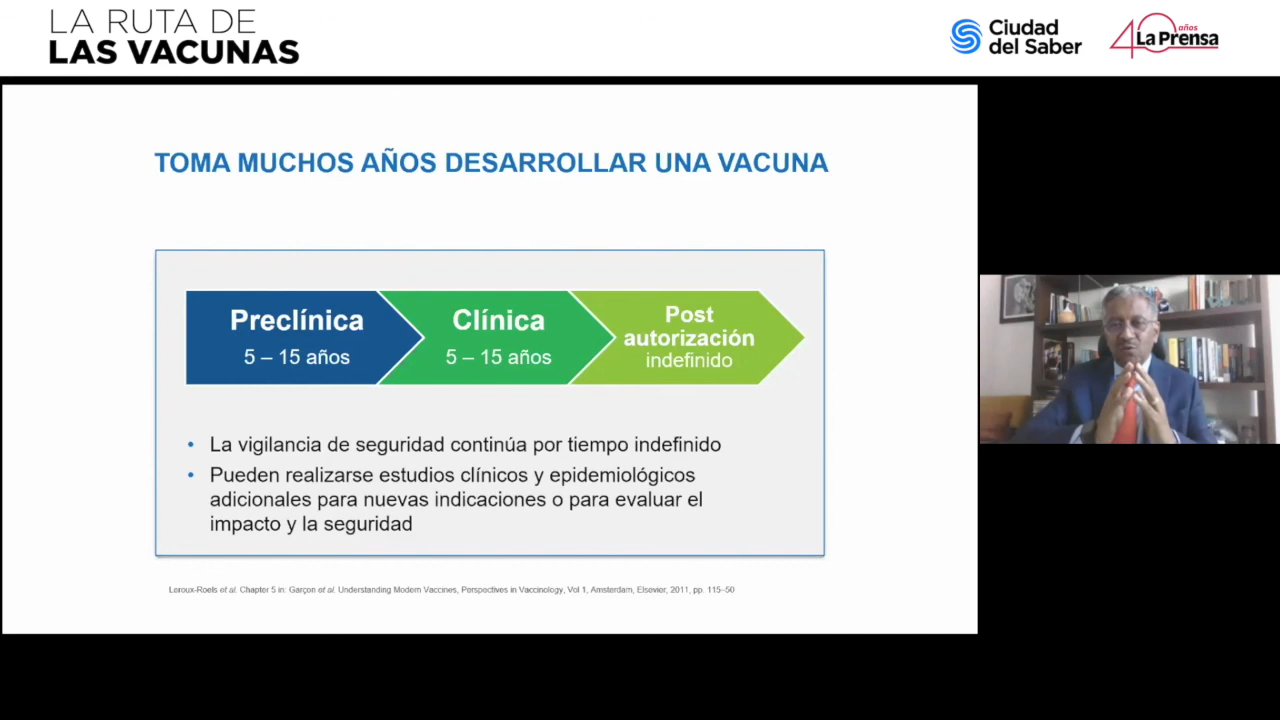 LA RUTA DE
LAS VACUNAS
Ciudad
del Saber
40 años
La Prensa
TOMA MUCHOS AÑOS DESARROLLAR UNA VACUNA
Preclínica
5 – 15 años
Clínica
5 – 15 años
Post
autorización
indefinido
• La vigilancia de seguridad continúa por tiempo indefinido
• Pueden realizarse estudios clínicos y epidemiológicos
adicionales para nuevas indicaciones o para evaluar el
impacto y la seguridad
Leroux-Roels et al. Chapter 5 in: Garçon et al. Understanding Modern Vaccines, Perspectives in Vaccinology, Vol 1, Amsterdam, Elsevier, 2011, pp. 115–50